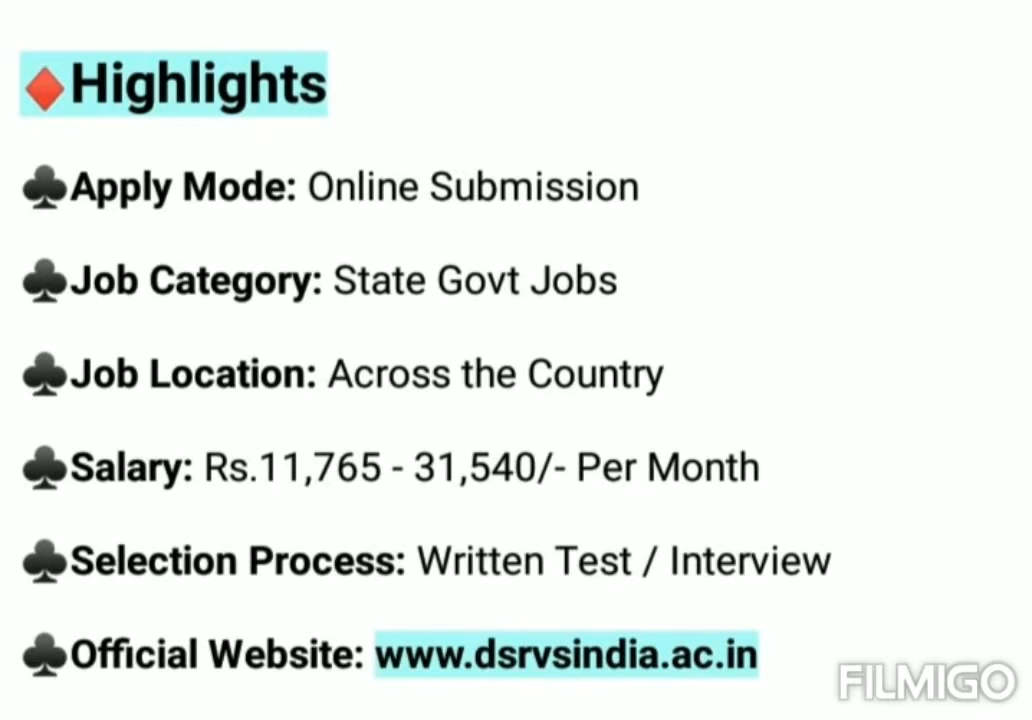 ♦Highlights
♣Apply Mode: Online Submission
♣Job Category: State Govt Jobs
♣Job Location: Across the Country
♣Salary: Rs.11,765 - 31,540/- Per Month
♣Selection Process: Written Test / Interview
♣Official Website: www.dsrvsindia.ac.in
FILMIGO